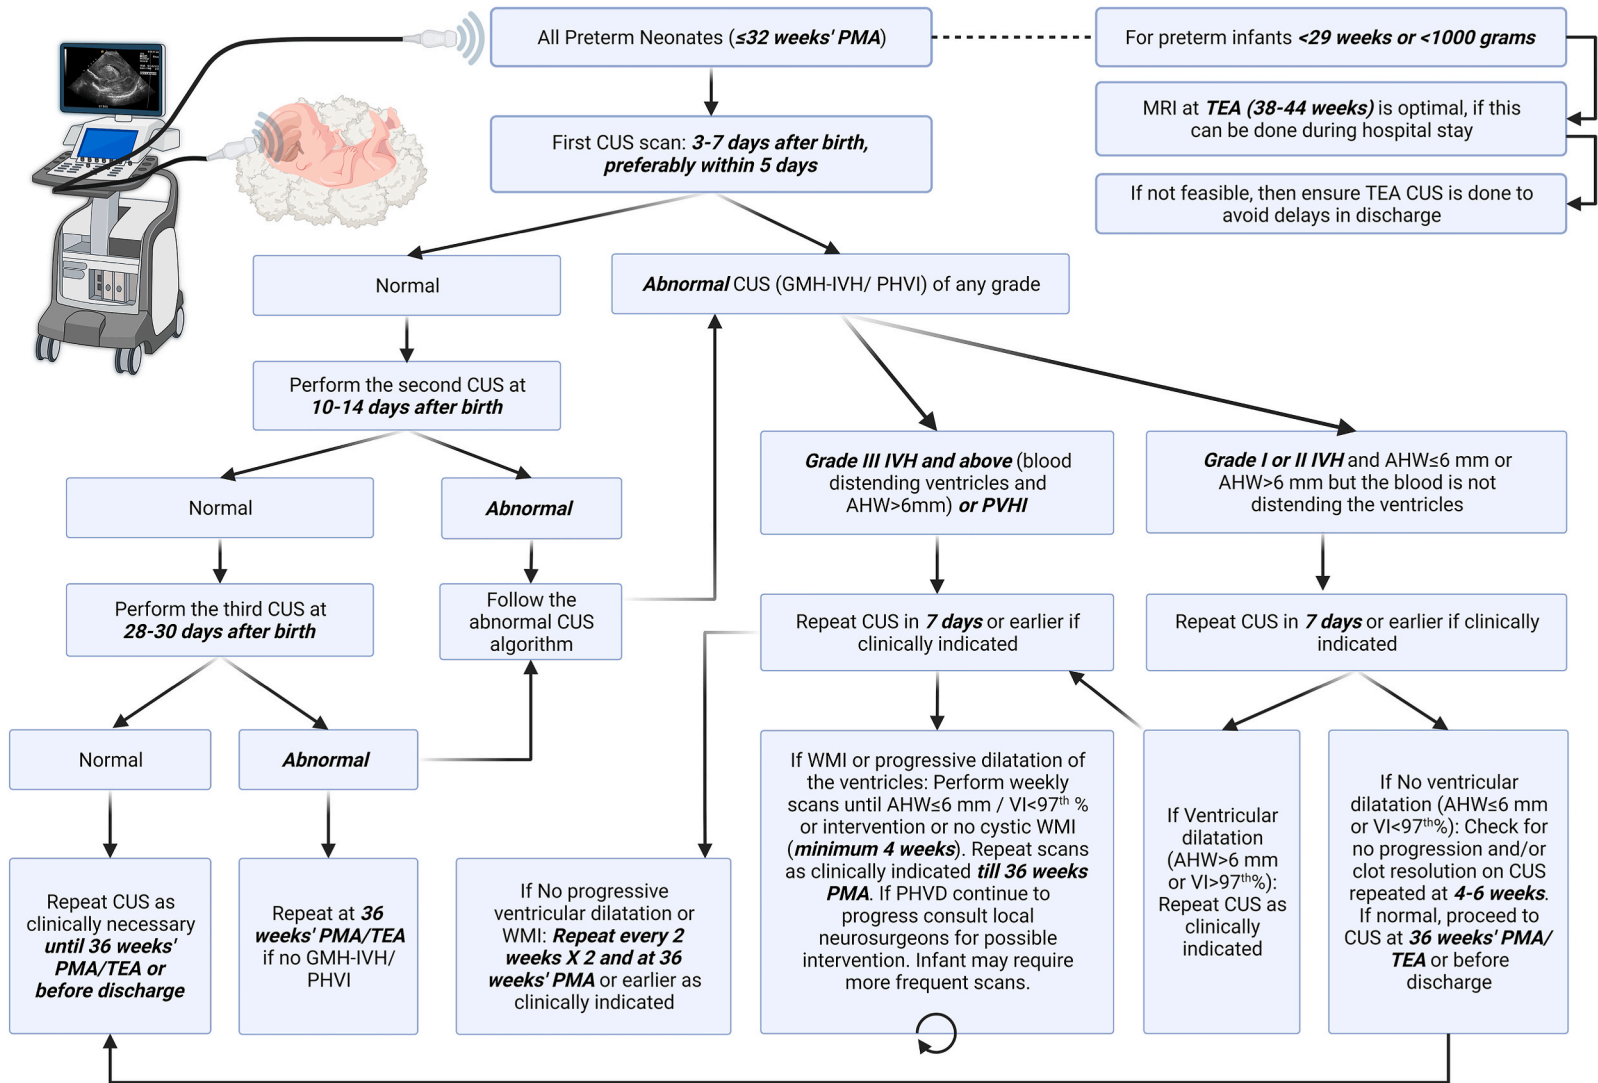 All Preterm Neonates (≤32 weeks' PMA)
For preterm infants <29 weeks or <1000 grams
MRI at TEA (38-44 weeks) is optimal, if this
can be done during hospital stay
If not feasible, then ensure TEA CUS is done to
avoid delays in discharge
First CUS scan: 3-7 days after birth,
preferably within 5 days
Normal
Abnormal CUS (GMH-IVH/ PHVI) of any grade
Perform the second CUS at
10-14 days after birth
Normal
Abnormal
Grade III IVH and above (blood
distending ventricles and
AHW>6mm) or PVHI
Grade I or II IVH and AHW≤6 mm or
AHW>6 mm but the blood is not
distending the ventricles
Perform the third CUS at
28-30 days after birth
Follow the
abnormal CUS
algorithm
Repeat CUS in 7 days or earlier if
clinically indicated
Repeat CUS in 7 days or earlier if clinically
indicated
Normal
Abnormal
Repeat CUS as
clinically necessary
until 36 weeks'
PMA/TEA or
before discharge
Repeat at 36
weeks' PMA/TEA
if no GMH-IVH/
PHVI
If No progressive
ventricular dilatation or
WMI: Repeat every 2
weeks X 2 and at 36
weeks' PMA or earlier as
clinically indicated
If WMI or progressive dilatation of
the ventricles: Perform weekly
scans until AHW≤6 mm / VI<97th %
or intervention or no cystic WMI
(minimum 4 weeks). Repeat scans
as clinically indicated till 36 weeks
PMA. If PHVD continue to
progress consult local
neurosurgeons for possible
intervention. Infant may require
more frequent scans.
If Ventricular
dilatation
(AHW>6 mm
or VI>97th%):
Repeat CUS as
clinically
indicated
If No ventricular
dilatation (AHW≤6 mm
or VI<97th%): Check for
no progression and/or
clot resolution on CUS
repeated at 4-6 weeks.
If normal, proceed to
CUS at 36 weeks' PMA/
TEA or before
discharge